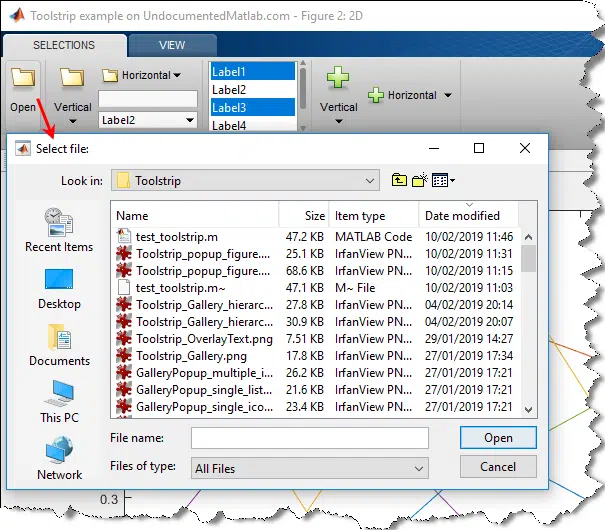 Toolstrip example on UndocumentedMatlab.com - Figure 2: 2D
SELECTIONS VIEW
Open
Vertical
Horizontal
Label2
Label1
Label2
Label3
Label4
Vertical
Horizontal
Select file:
Look in: Toolstrip
Recent Items
Desktop
Documents
This PC
Network
Name Size Item type Date modified
test_toolstrip.m 47.2 KB MATLAB Code 10/02/2019 11:46
Toolstrip_popup_figure.... 25.1 KB IrfanView PN... 10/02/2019 11:31
Toolstrip_popup_figure.... 68.6 KB IrfanView PN... 10/02/2019 11:15
test_toolstrip.m~ 47.1 KB M~ File 10/02/2019 11:03
Toolstrip_Gallery_hierarc... 27.8 KB IrfanView PN... 04/02/2019 20:14
Toolstrip_Gallery_hierarc... 30.9 KB IrfanView PN... 04/02/2019 20:07
Toolstrip_OverlayText.png 7.51 KB IrfanView PN... 29/01/2019 14:27
Toolstrip_Gallery.png 17.8 KB IrfanView PN... 27/01/2019 17:34
GalleryPopup_multiple_i... 26.2 KB IrfanView PN... 27/01/2019 17:21
GalleryPopup_single_list... 21.6 KB IrfanView PN... 27/01/2019 17:21
GalleryPopup_single_ico... 23.4 KB IrfanView PN... 27/01/2019 17:21
File name:
Open
Files of type: All Files
Cancel
0.3